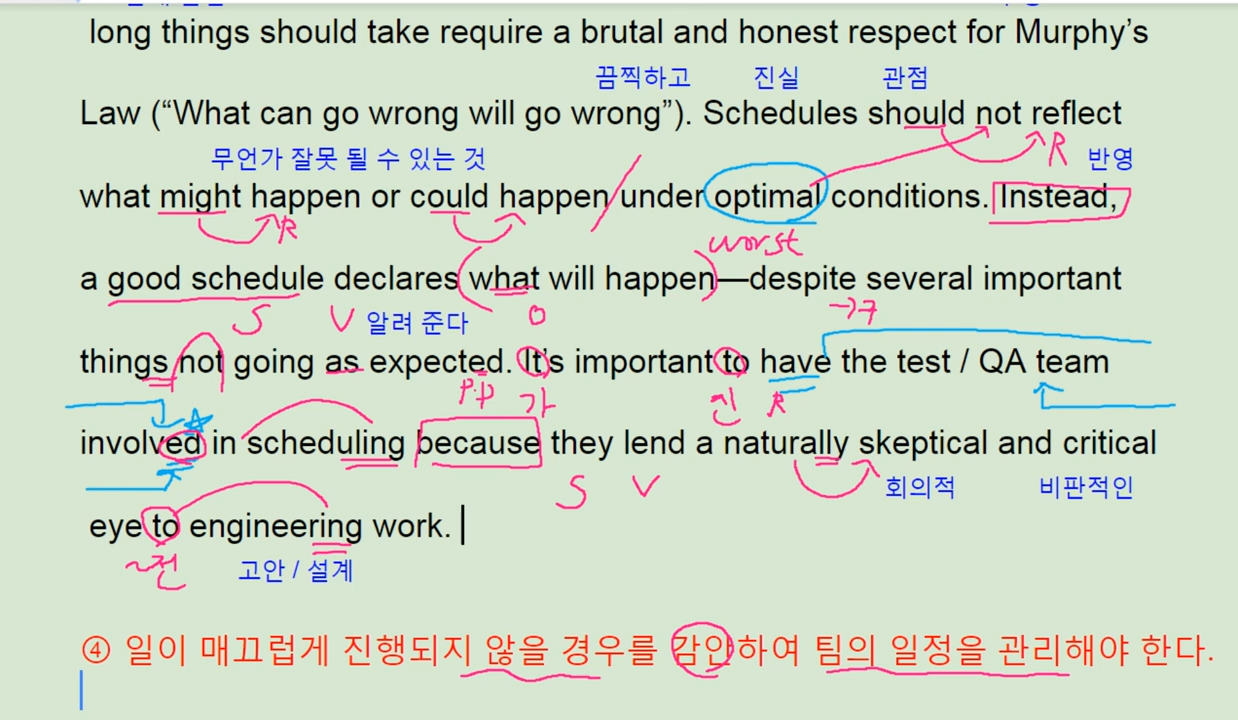 long things should take require a brutal and honest respect for Murphy's
끔찍하고 진실 관점
Law (“What can go wrong will go wrong”). Schedules should not reflect
무언가 잘못 될 수 있는 것 R 반영
what might happen or could happen / under optimal conditions. Instead,
R worst
a good schedule declares (what will happen)—despite several important
S V 알려 준다 O →구
things not going as expected. It's important to have the test / QA team
p.p 가 진 R
involved in scheduling because they lend a naturally skeptical and critical
S V 회의적 비판적인
eye to engineering work.
~전 고안 / 설계
④ 일이 매끄럽게 진행되지 않을 경우를 감안하여 팀의 일정을 관리해야 한다.